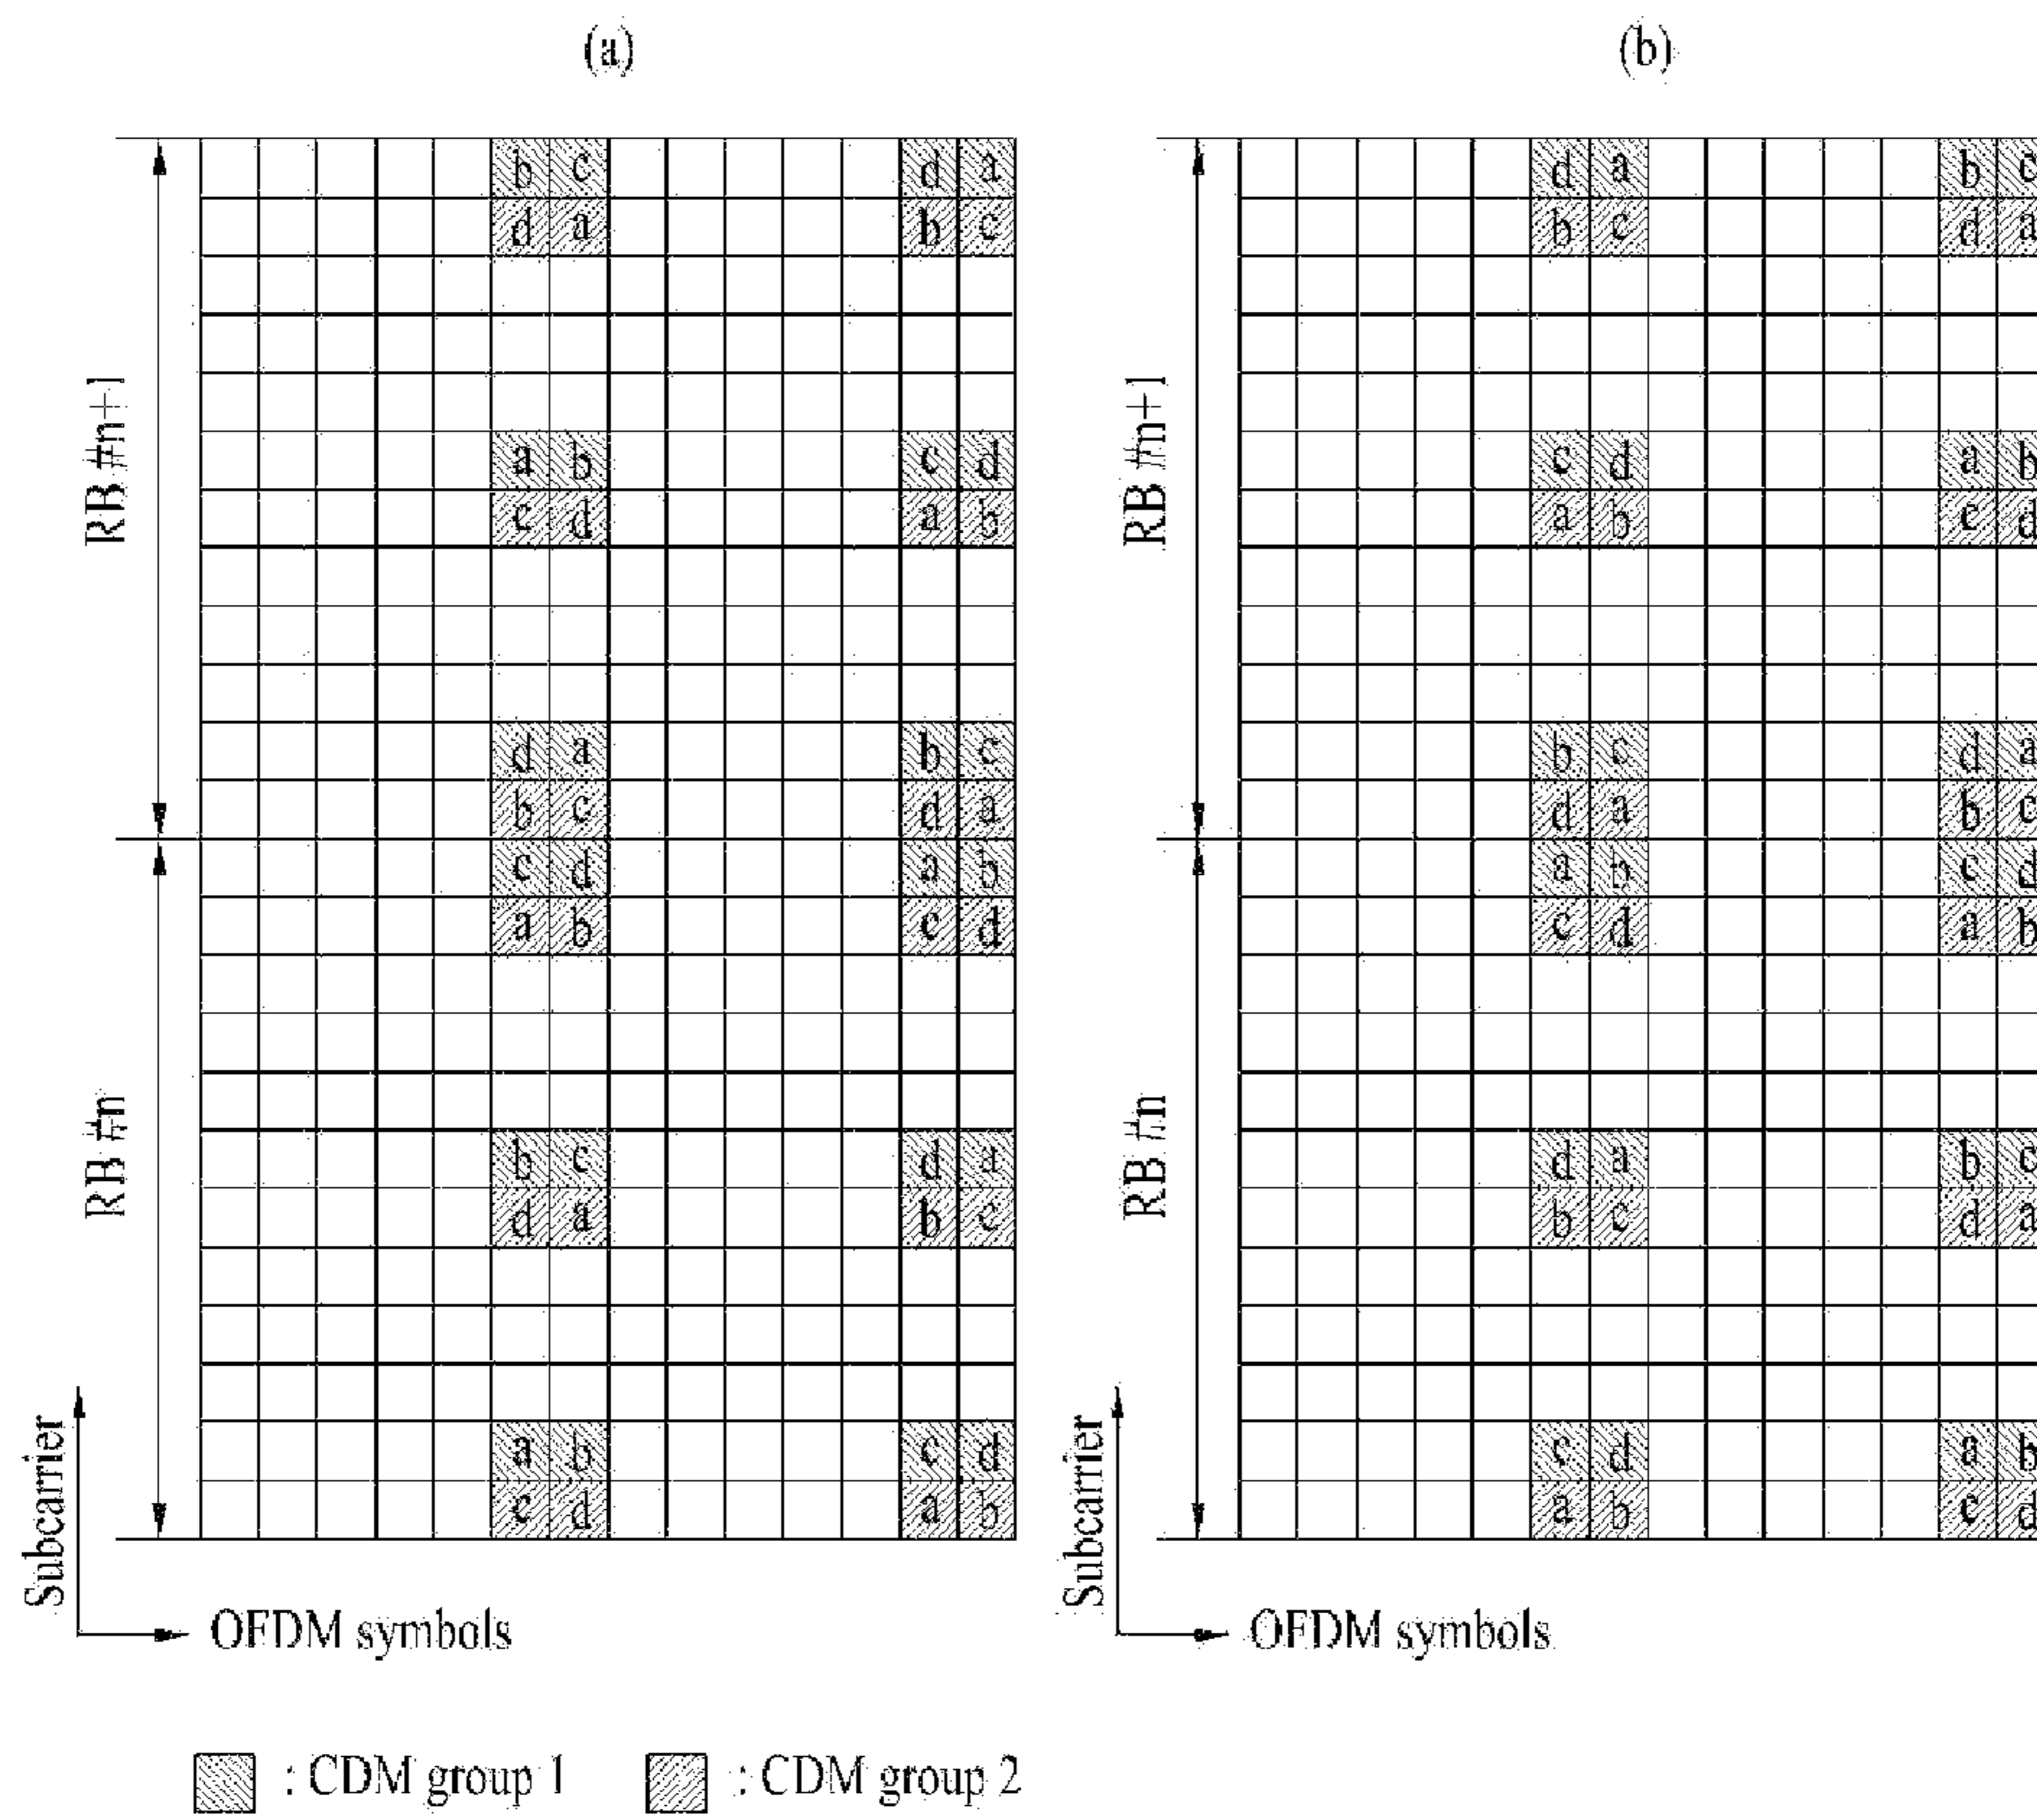 (a) (b)
b c d a d a b c
d a b c b c d a
RB #n+1 RB #n+1
a b c d c d a b
c d a b a b c d
d a b c b c d a
b c d a d a b c
c d a b a b c d
a b c d c d a b
RB #n RB #n
b c d a d a b c
d a b c b c d a
a b c d c d a b
c d a b a b c d
Subcarrier Subcarrier
OFDM symbols OFDM symbols
: CDM group 1 : CDM group 2